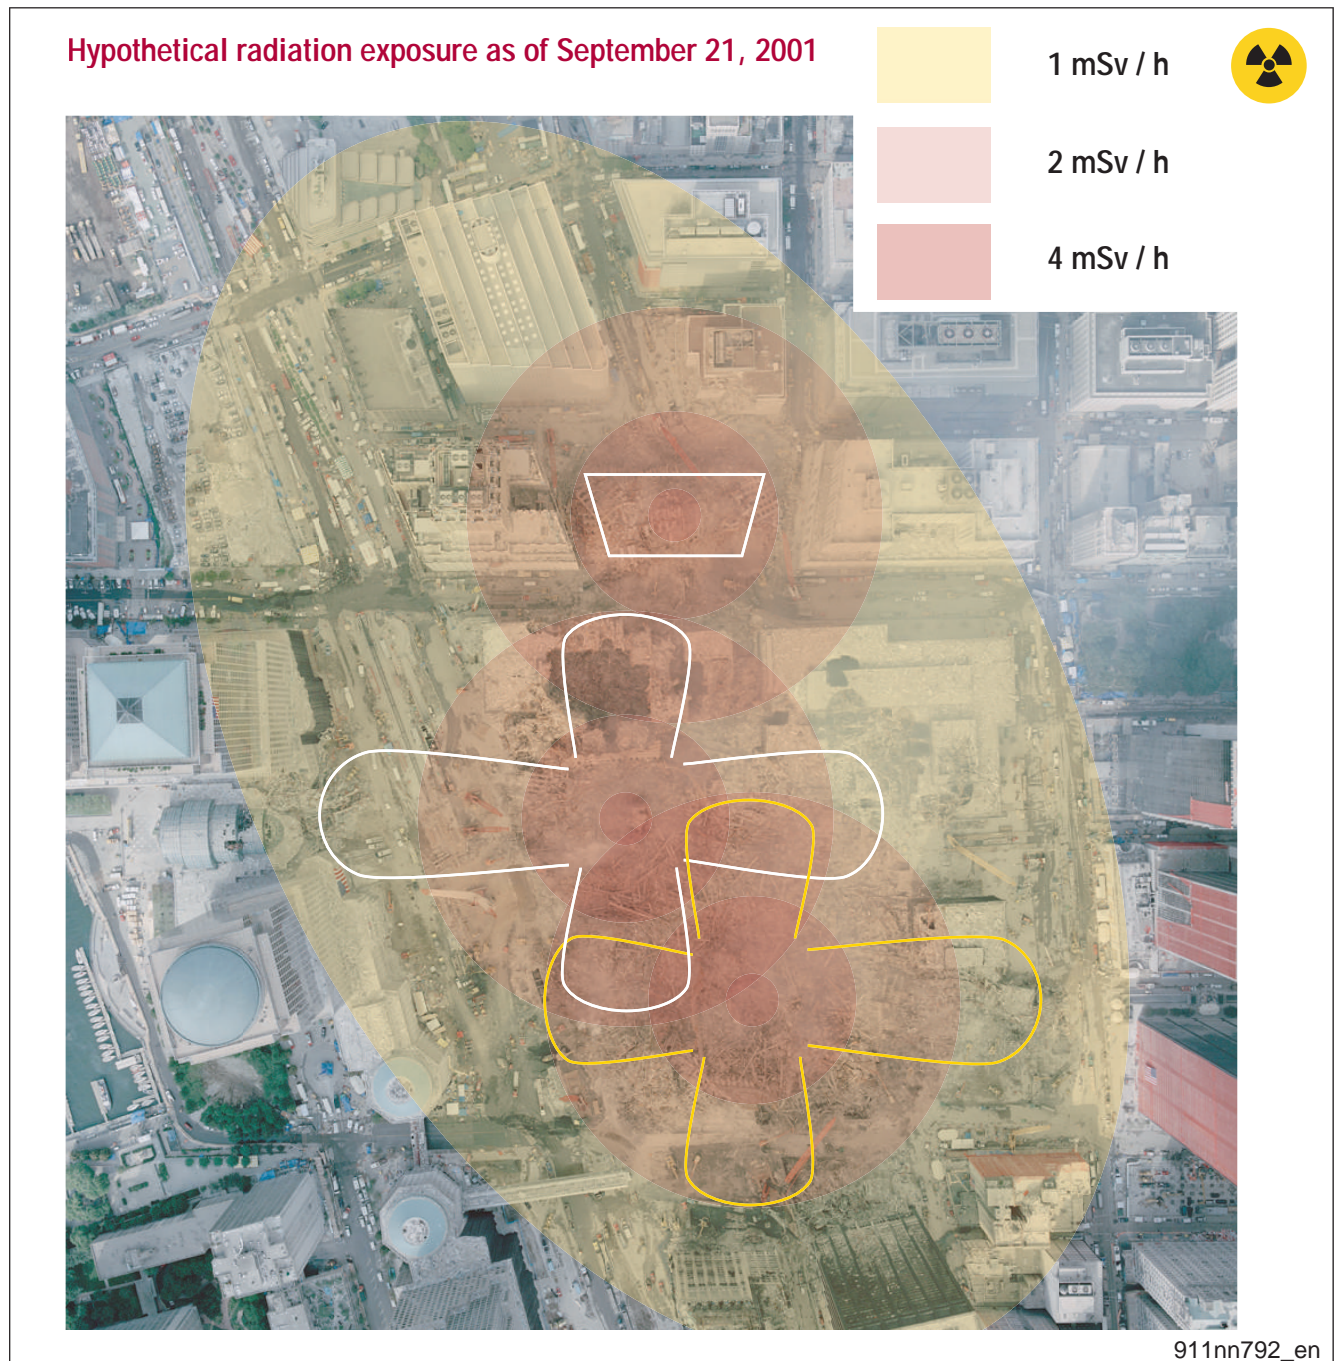 Hypothetical radiation exposure as of September 21, 2001
1 mSv / h
2 mSv / h
4 mSv / h
911nn792_en